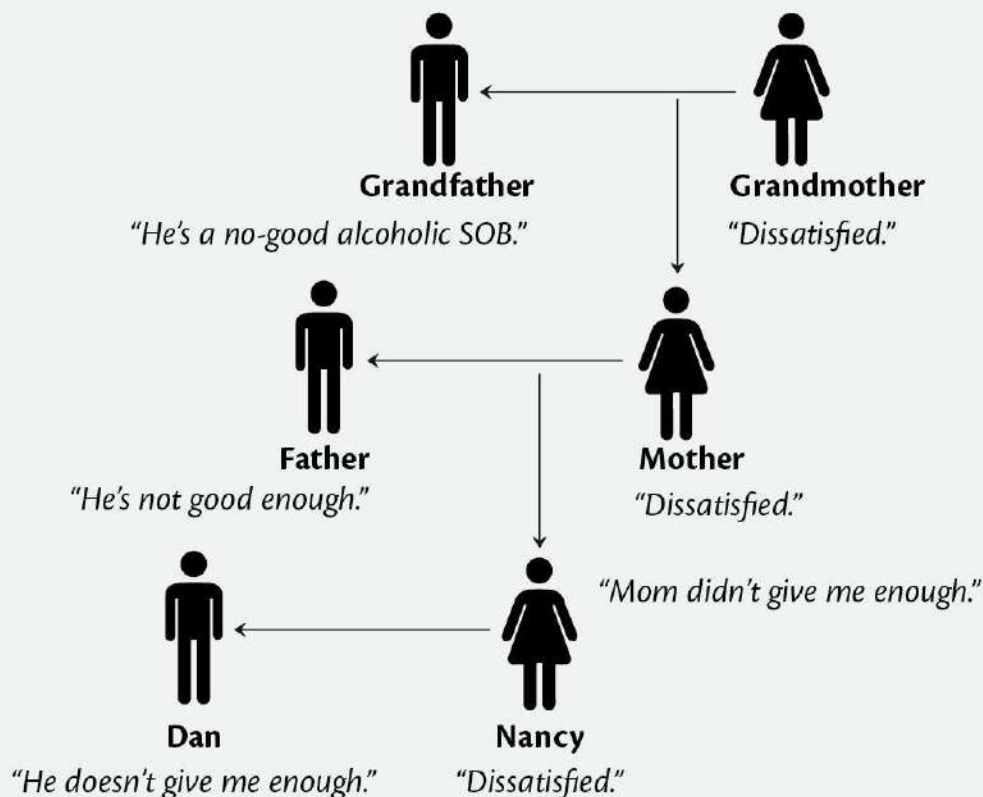 Grandfather
Grandmother
“He’s a no-good alcoholic SOB.”
“Dissatisfied.”
Father
Mother
“He’s not good enough.”
“Dissatisfied.”
“Mom didn’t give me enough.”
Dan
Nancy
“He doesn’t give me enough.”
“Dissatisfied.”